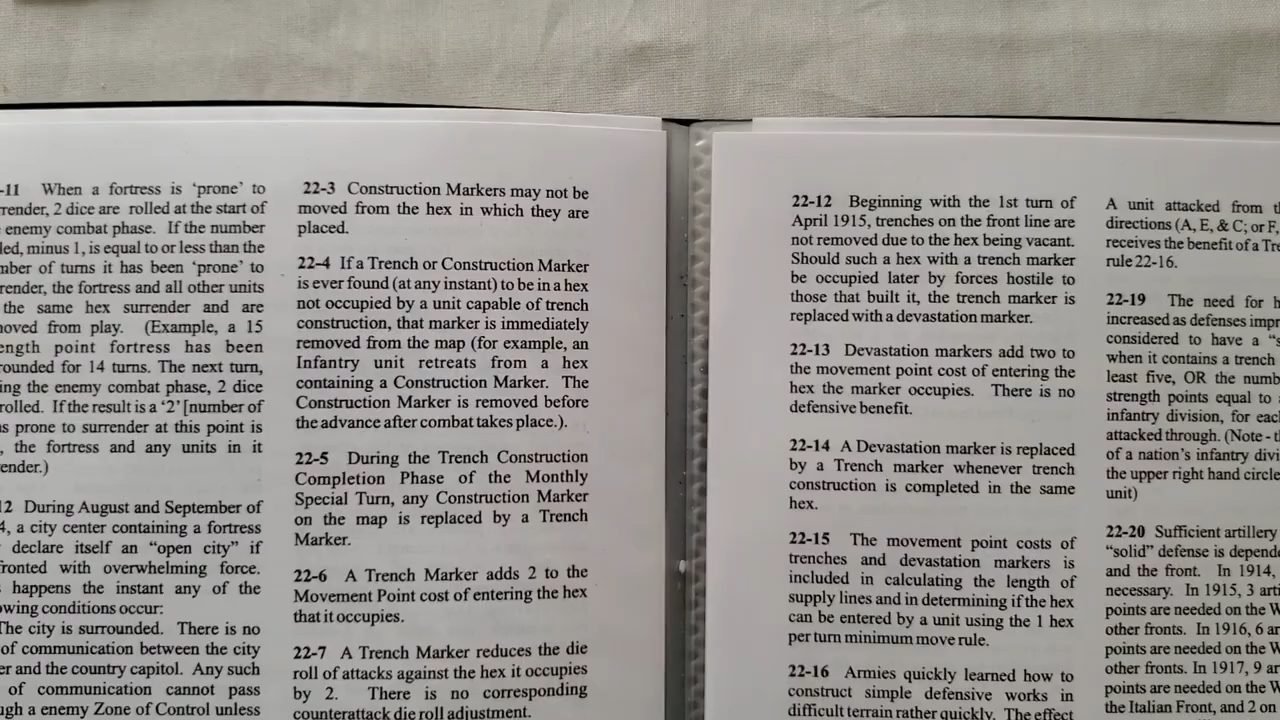 -11 When a fortress is ‘prone’ to
render, 2 dice are rolled at the start of
enemy combat phase. If the number
led, minus 1, is equal to or less than the
mber of turns it has been ‘prone’ to
render, the fortress and all other units
the same hex surrender and are
noved from play. (Example, a 15
ength point fortress has been
rounded for 14 turns. The next turn,
ing the enemy combat phase, 2 dice
rolled. If the result is a ‘2’ [number of
as prone to surrender at this point is
, the fortress and any units in it
ender.)
12 During August and September of
4, a city center containing a fortress
declare itself an “open city” if
fronted with overwhelming force.
s happens the instant any of the
owing conditions occur:
The city is surrounded. There is no
of communication between the city
er and the country capitol. Any such
of communication cannot pass
ugh a enemy Zone of Control unless
22-3 Construction Markers may not be
moved from the hex in which they are
placed.
22-4 If a Trench or Construction Marker
is ever found (at any instant) to be in a hex
not occupied by a unit capable of trench
construction, that marker is immediately
removed from the map (for example, an
Infantry unit retreats from a hex
containing a Construction Marker. The
Construction Marker is removed before
the advance after combat takes place.).
22-5 During the Trench Construction
Completion Phase of the Monthly
Special Turn, any Construction Marker
on the map is replaced by a Trench
Marker.
22-6 A Trench Marker adds 2 to the
Movement Point cost of entering the hex
that it occupies.
22-7 A Trench Marker reduces the die
roll of attacks against the hex it occupies
by 2. There is no corresponding
counterattack die roll adjustment.
22-12 Beginning with the 1st turn of
April 1915, trenches on the front line are
not removed due to the hex being vacant.
Should such a hex with a trench marker
be occupied later by forces hostile to
those that built it, the trench marker is
replaced with a devastation marker.
22-13 Devastation markers add two to
the movement point cost of entering the
hex the marker occupies. There is no
defensive benefit.
22-14 A Devastation marker is replaced
by a Trench marker whenever trench
construction is completed in the same
hex.
22-15 The movement point costs of
trenches and devastation markers is
included in calculating the length of
supply lines and in determining if the hex
can be entered by a unit using the 1 hex
per turn minimum move rule.
22-16 Armies quickly learned how to
construct simple defensive works in
difficult terrain rather quickly. The effect
A unit attacked from t
directions (A, E, & C; or F,
receives the benefit of a Tr
rule 22-16.
22-19 The need for h
increased as defenses impr
considered to have a “s
when it contains a trench
least five, OR the numb
strength points equal to
infantry division, for eac
attacked through. (Note - t
of a nation’s infantry divi
the upper right hand circle
unit)
22-20 Sufficient artillery
“solid” defense is depend
and the front. In 1914,
necessary. In 1915, 3 arti
points are needed on the W
other fronts. In 1916, 6 ar
points are needed on the W
other fronts. In 1917, 9 ar
points are needed on the W
the Italian Front, and 2 on